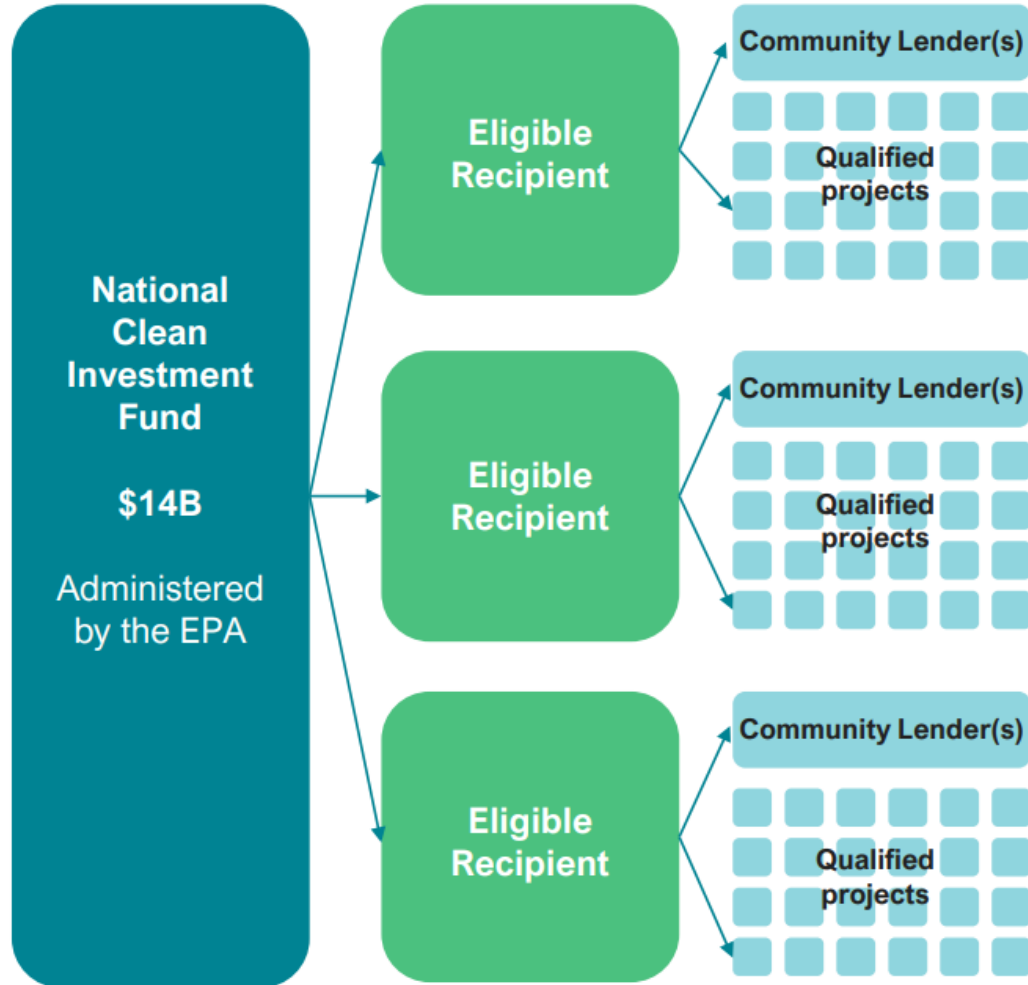 National
Clean
Investment
Fund
$14B
Administered
by the EPA
Eligible
Recipient
Community Lender(s)
Qualified
projects
Eligible
Recipient
Community Lender(s)
Qualified
projects
Eligible
Recipient
Community Lender(s)
Qualified
projects